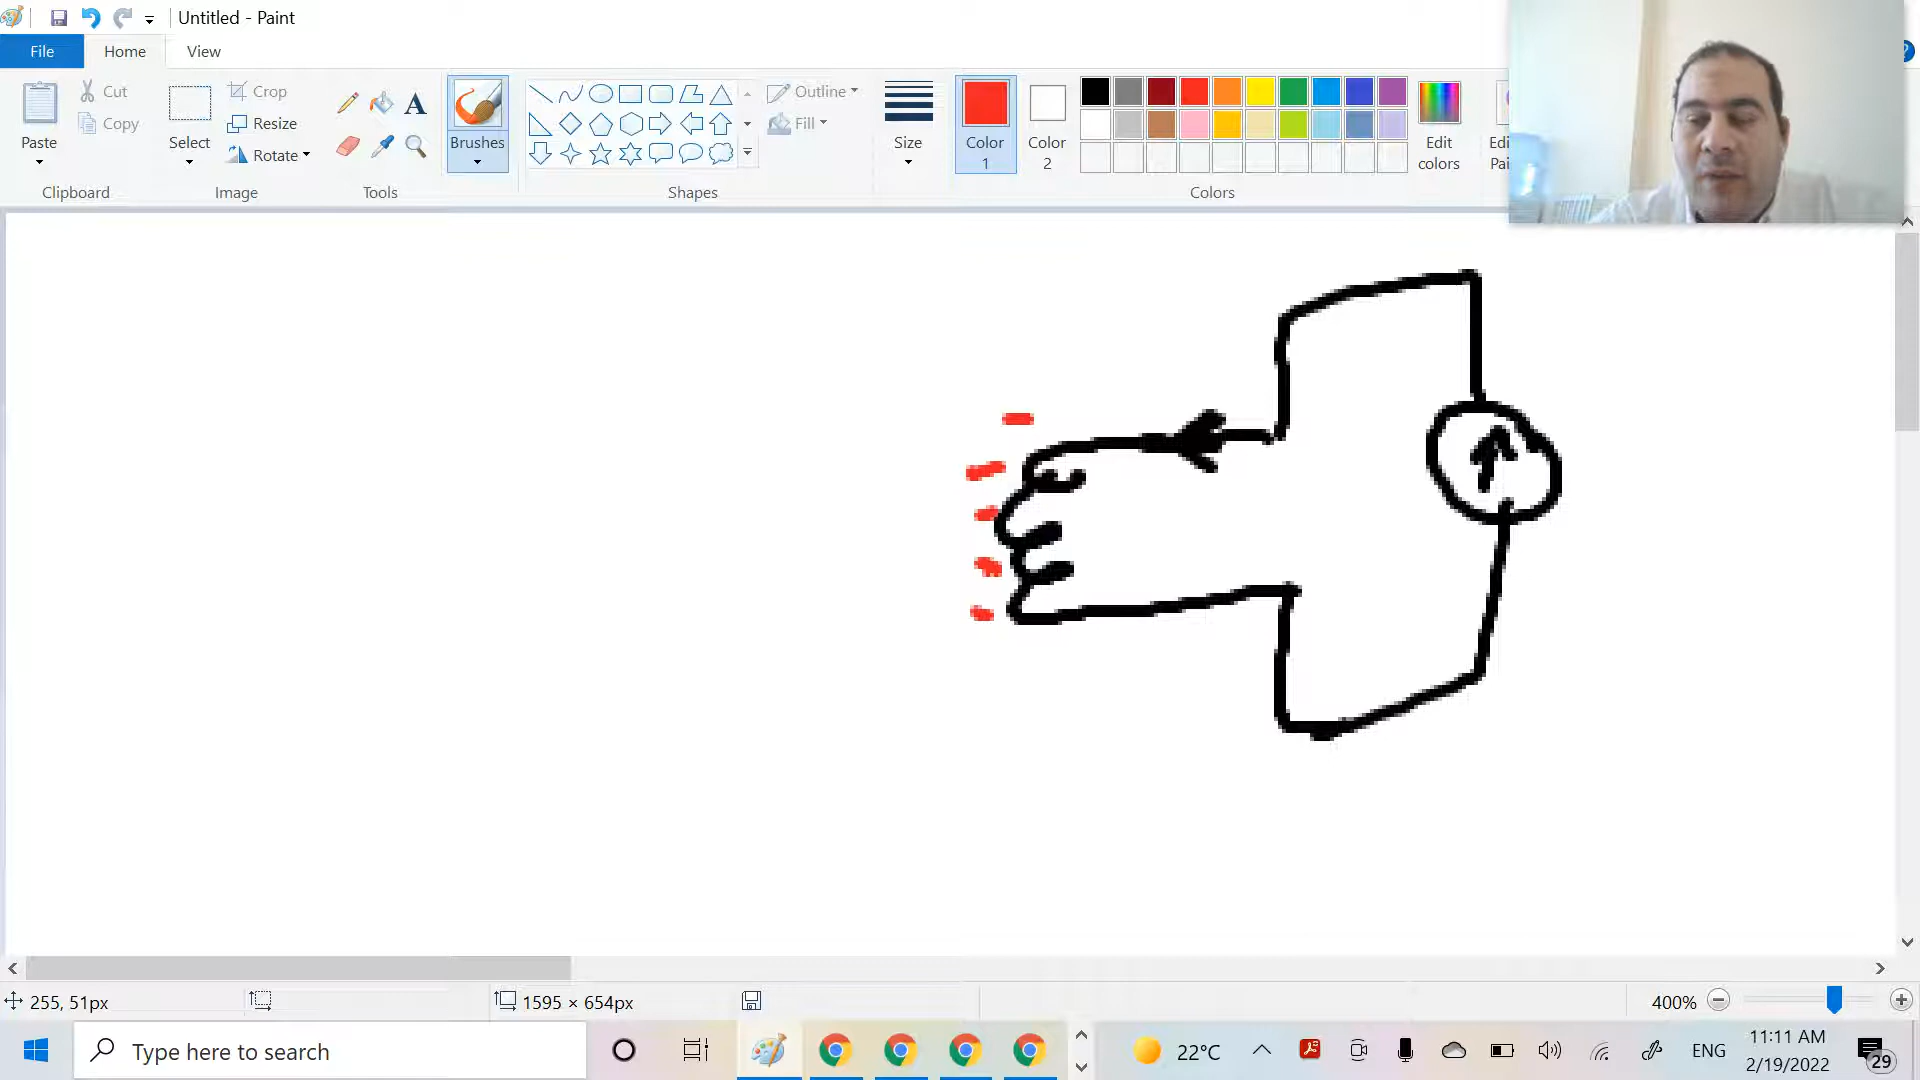 Untitled - Paint
File Home View
Paste
Cut
Copy
Clipboard
Select
Crop
Resize
Rotate
Image
A
Tools
Brushes
Outline
Fill
Shapes
Size
Color 1
Color 2
Edit colors
Colors
255, 51px
1595 × 654px
400%
Type here to search
22°C
ENG
11:11 AM
2/19/2022
29